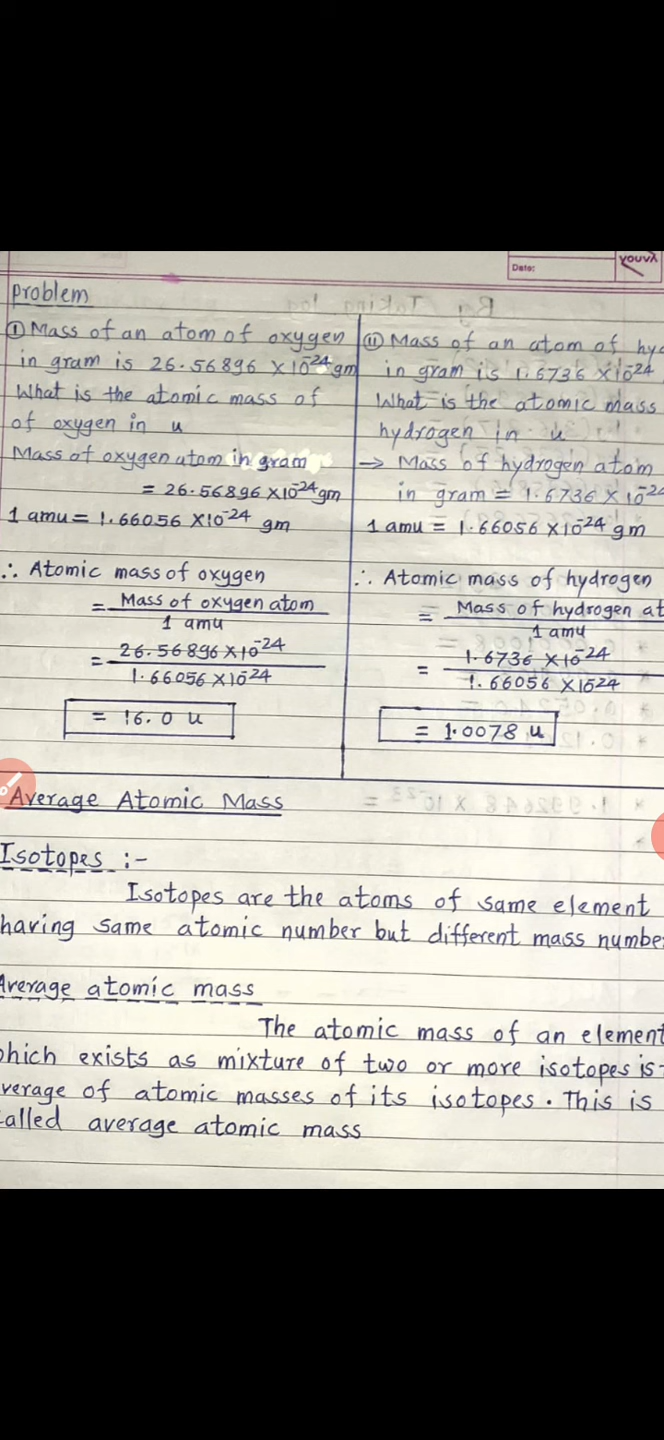 Date:
YOUVA
Problem
① Mass of an atom of oxygen
in gram is 26.56896 × 10⁻²⁴ gm
What is the atomic mass of
of oxygen in u
Mass of oxygen atom in gram
= 26.56896 × 10⁻²⁴ gm
1 amu = 1.66056 × 10⁻²⁴ gm
∴ Atomic mass of oxygen
= Mass of oxygen atom
1 amu
= 26.56896 × 10⁻²⁴
1.66056 × 10⁻²⁴
= 16.0 u
② Mass of an atom of hyd
in gram is 1.6736 × 10⁻²⁴
What is the atomic mass
hydrogen in u
→ Mass of hydrogen atom
in gram = 1.6736 × 10⁻²⁴
1 amu = 1.66056 × 10⁻²⁴ gm
∴ Atomic mass of hydrogen
= Mass of hydrogen at
1 amu
= 1.6736 × 10⁻²⁴
1.66056 × 10⁻²⁴
= 1.0078 u
Average Atomic Mass
Isotopes :-
Isotopes are the atoms of same element
having same atomic number but different mass number
Average atomic mass
The atomic mass of an element
which exists as mixture of two or more isotopes is
verage of atomic masses of its isotopes. This is
called average atomic mass